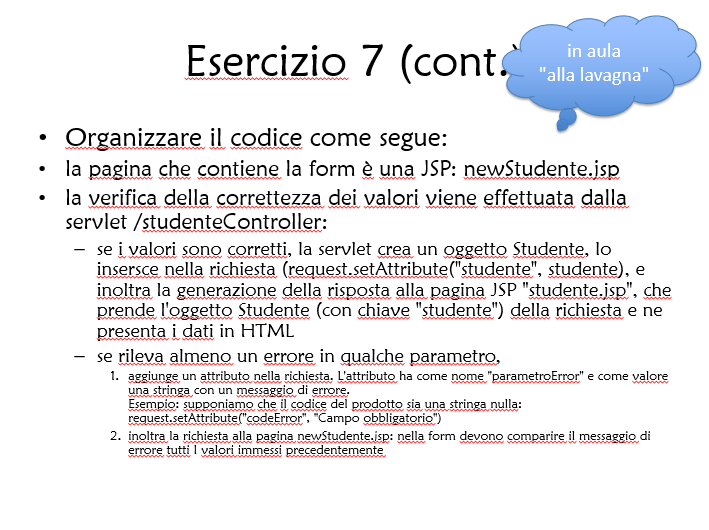 Esercizio 7 (cont.)
in aula
"alla lavagna"
• Organizzare il codice come segue:
• la pagina che contiene la form è una JSP: newStudente.jsp
• la verifica della correttezza dei valori viene effettuata dalla
servlet /studenteController:
– se i valori sono corretti, la servlet crea un oggetto Studente, lo
insersce nella richiesta (request.setAttribute("studente", studente), e
inoltra la generazione della risposta alla pagina JSP "studente.jsp", che
prende l'oggetto Studente (con chiave "studente") della richiesta e ne
presenta i dati in HTML
– se rileva almeno un errore in qualche parametro,
1. aggiunge un attributo nella richiesta. L'attributo ha come nome "parametroError" e come valore
una stringa con un messaggio di errore.
Esempio: supponiamo che il codice del prodotto sia una stringa nulla:
request.setAttribute("codeError", "Campo obbligatorio")
2. inoltra la richiesta alla pagina newStudente.jsp: nella form devono comparire il messaggio di
errore tutti I valori immessi precedentemente